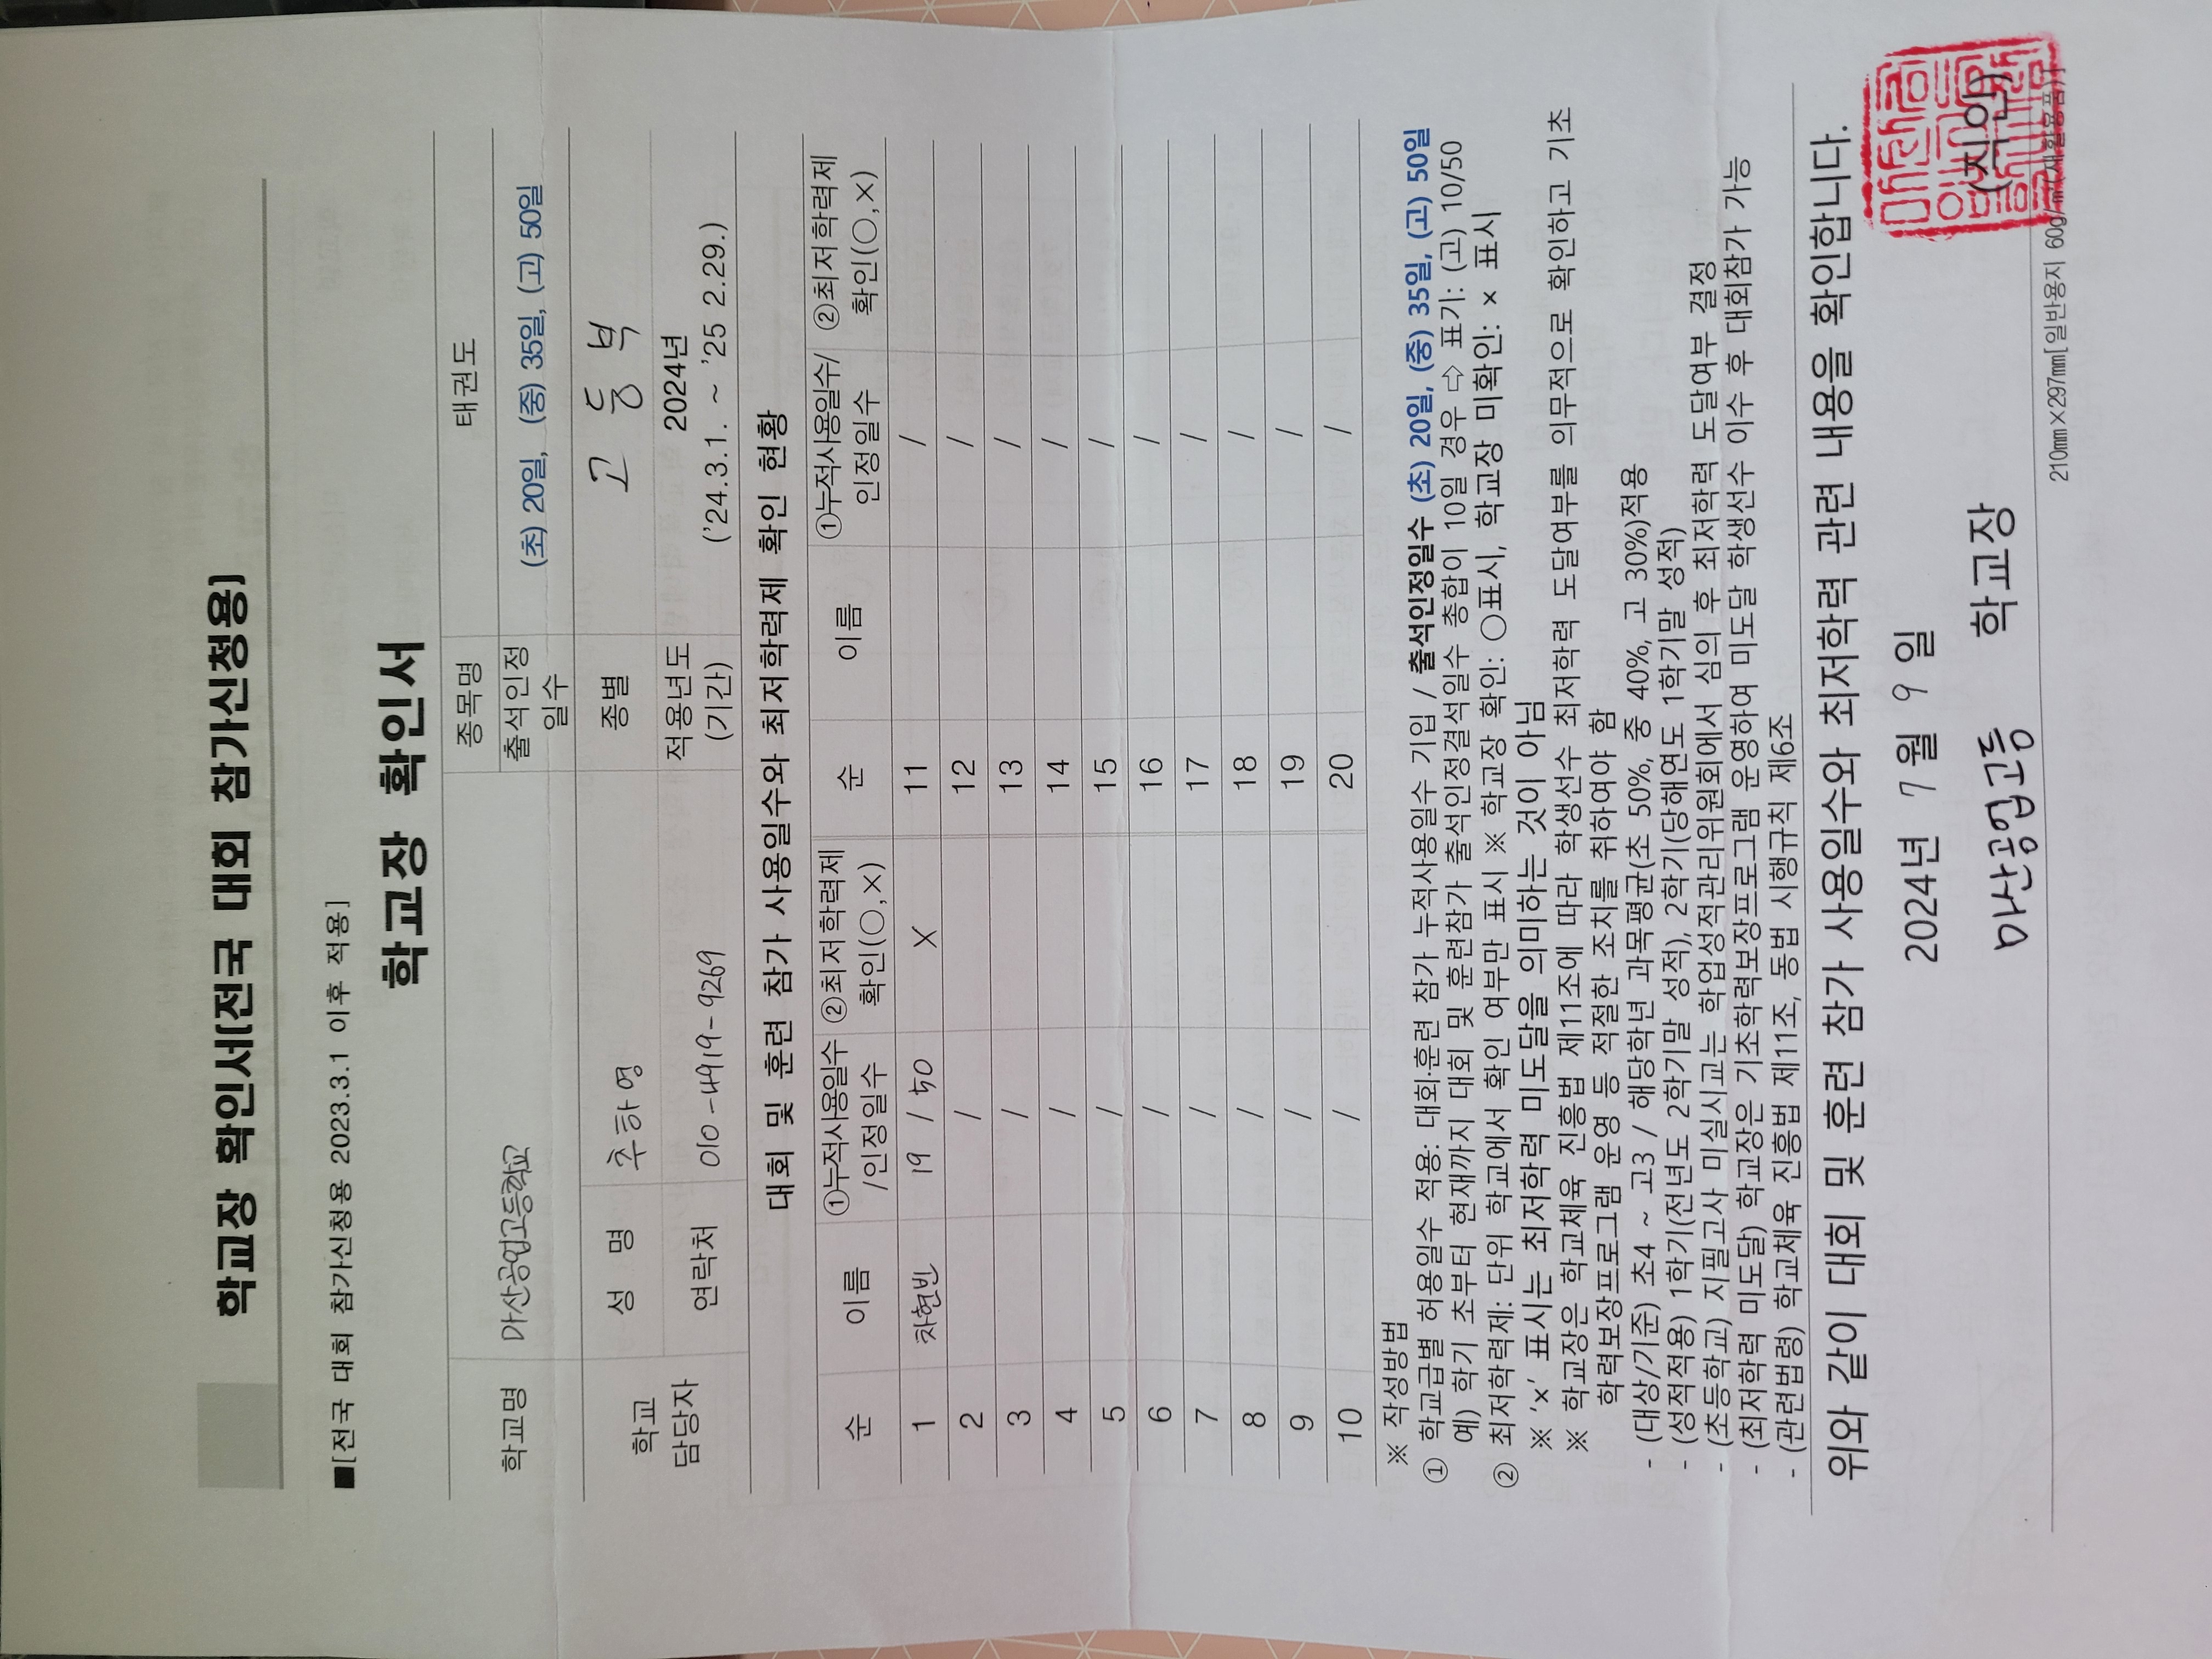 학교장 확인서[전국 대회 참가신청용]
■[전국 대회 참가신청용 2023.3.1 이후 적용]
학교장 확인서
학교명 마산공업고등학교 종목명 태권도
출석인정일수 (초) 20일, (중) 35일, (고) 50일
학교 담당자 성 명 추하영 종별 고등부
연락처 010-4919-9269 적용년도 (기간) 2024년 ('24.3.1. ~ '25 2.29.)
대회 및 훈련 참가 사용일수와 최저학력제 확인 현황
순 이름 ①누적사용일수/인정일수 ②최저학력제 확인(○,×) 순 이름 ①누적사용일수/인정일수 ②최저학력제 확인(○,×)
1 차현빈 19 / 50 X 11 /
2 / 12 /
3 / 13 /
4 / 14 /
5 / 15 /
6 / 16 /
7 / 17 /
8 / 18 /
9 / 19 /
10 / 20 /
※ 작성방법
① 학교급별 허용일수 적용: 대회·훈련 참가 누적사용일수 기입 / 출석인정일수 (초) 20일, (중) 35일, (고) 50일
예) 학기 초부터 현재까지 대회 및 훈련참가 출석인정결석일수 총합이 10일 경우 ⇨ 표기: (고) 10/50
② 최저학력제: 단위 학교에서 확인 여부만 표시 ※ 학교장 확인: ○표시, 학교장 미확인: × 표시
※ '×' 표시는 최저학력 미도달을 의미하는 것이 아님
※ 학교장은 학교체육 진흥법 제11조에 따라 학생선수 최저학력 도달여부를 의무적으로 확인하고 기초
학력보장프로그램 운영 등 적절한 조치를 취하여야 함
- (대상/기준) 초4 ~ 고3 / 해당학년 과목평균(초 50%, 중 40%, 고 30%)적용
- (성적적용) 1학기(전년도 2학기말 성적), 2학기(당해연도 1학기말 성적)
- (초등학교) 지필고사 미실시교는 학업성적관리위원회에서 심의 후 최저학력 도달여부 결정
- (최저학력 미도달) 학교장은 기초학력보장프로그램 운영하여 미도달 학생선수 이수 후 대회참가 가능
- (관련법령) 학교체육 진흥법 제11조, 동법 시행규칙 제6조
위와 같이 대회 및 훈련 참가 사용일수와 최저학력 관련 내용을 확인합니다.
2024년 7월 9일
마산공업고등 학교장 (직인)
210㎜×297㎜[일반용지 60g/㎡(재활용품)]